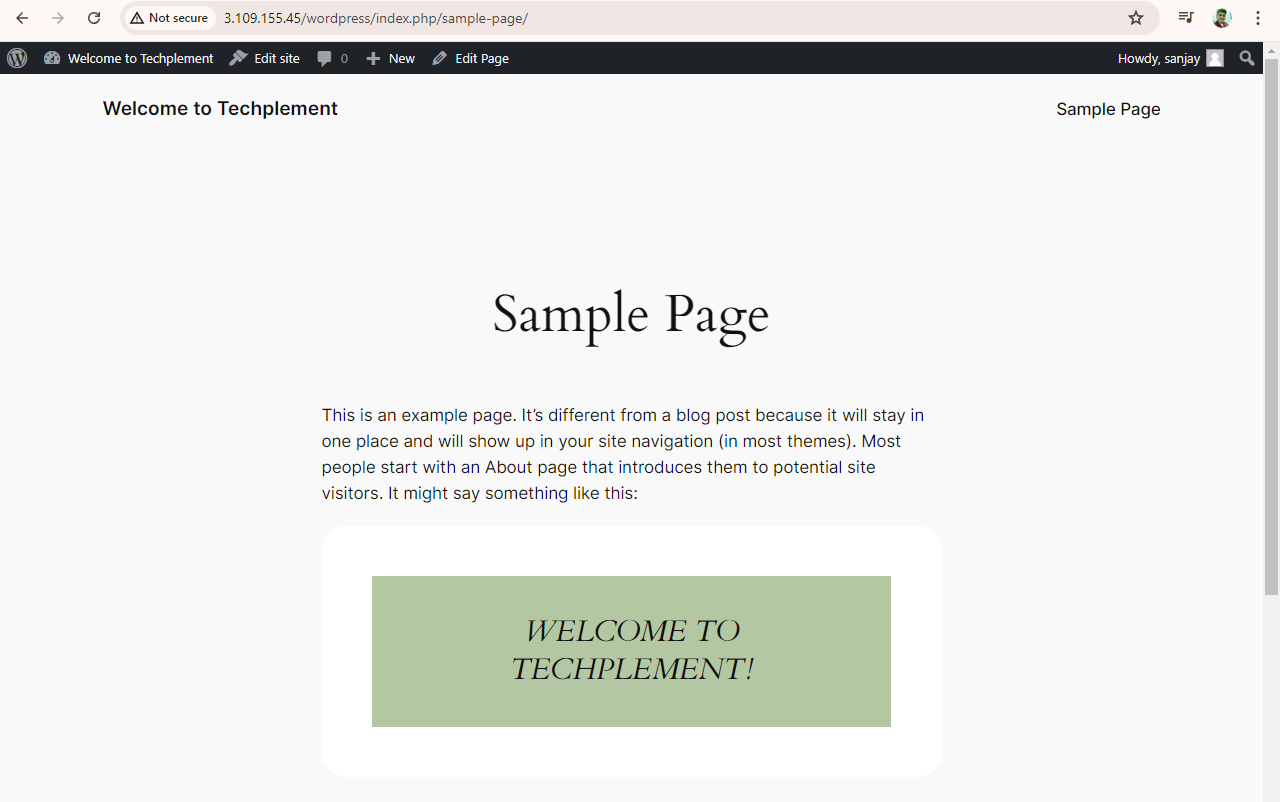 Not secure 3.109.155.45/wordpress/index.php/sample-page/
Welcome to Techplement Edit site 0 New Edit Page Howdy, sanjay
Welcome to Techplement Sample Page
Sample Page
This is an example page. It’s different from a blog post because it will stay in
one place and will show up in your site navigation (in most themes). Most
people start with an About page that introduces them to potential site
visitors. It might say something like this:
WELCOME TO
TECHPLEMENT!